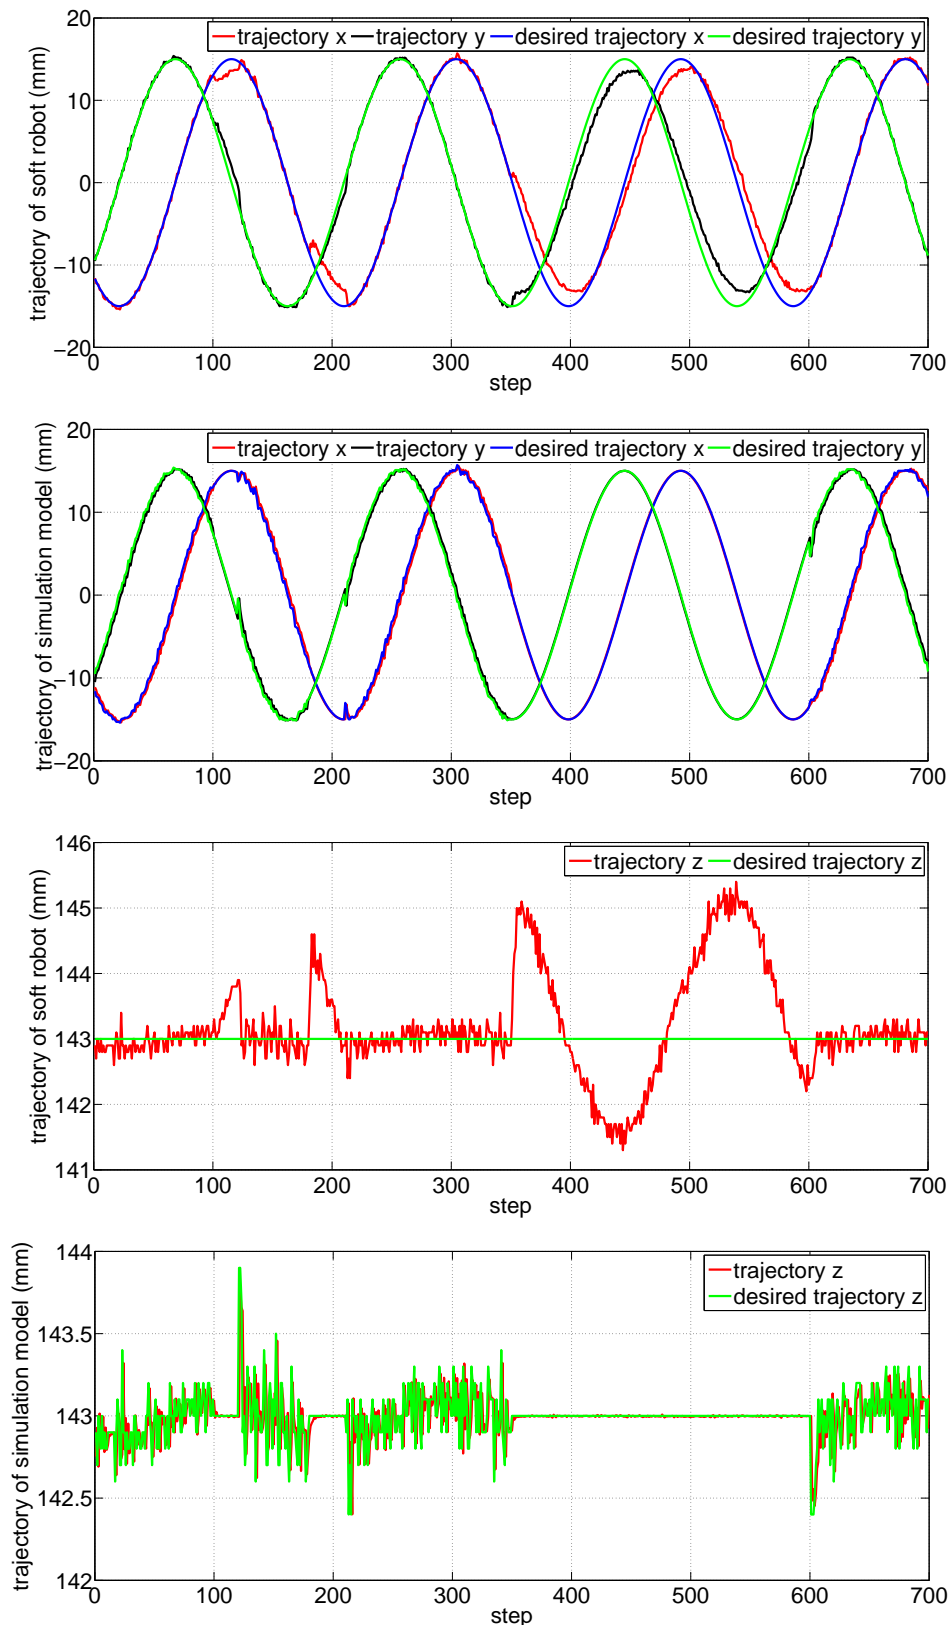 trajectory of soft robot (mm)
20
10
0
−10
−20
trajectory x trajectory y desired trajectory x desired trajectory y
0 100 200 300 400 500 600 700
step
trajectory of simulation model (mm)
20
10
0
−10
−20
trajectory x trajectory y desired trajectory x desired trajectory y
0 100 200 300 400 500 600 700
step
trajectory of soft robot (mm)
146
145
144
143
142
141
trajectory z desired trajectory z
0 100 200 300 400 500 600 700
step
trajectory of simulation model (mm)
144
143.5
143
142.5
142
trajectory z
desired trajectory z
0 100 200 300 400 500 600 700
step